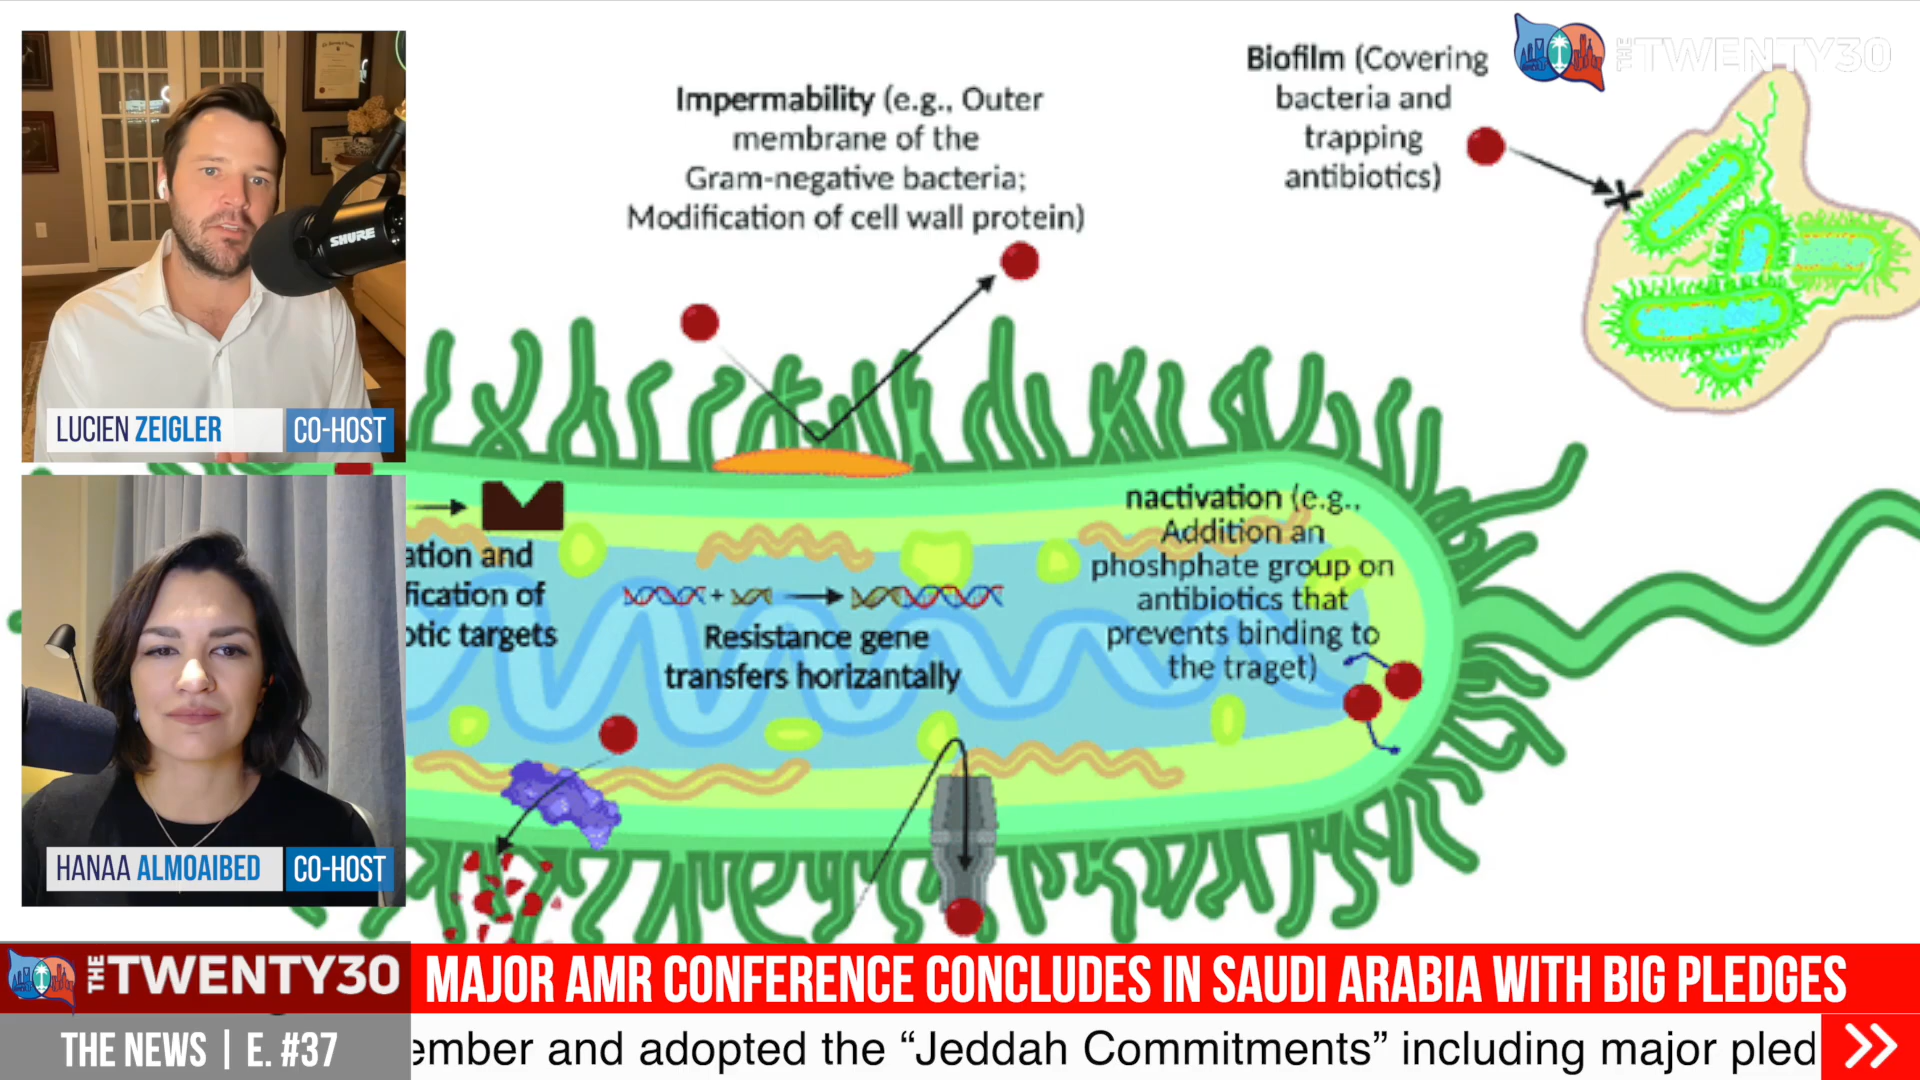 THE TWENTY30
Biofilm (Covering
bacteria and
trapping
antibiotics)
Impermability (e.g., Outer
membrane of the
Gram-negative bacteria;
Modification of cell wall protein)
SHURE
LUCIEN ZEIGLER CO-HOST
nactivation (e.g.,
Addition an
phoshphate group on
antibiotics that
prevents binding to
the traget)
ation and
fication of
otic targets
+
Resistance gene
transfers horizantally
HANAA ALMOAIBED CO-HOST
THE TWENTY30
MAJOR AMR CONFERENCE CONCLUDES IN SAUDI ARABIA WITH BIG PLEDGES
THE NEWS | E. #37
ember and adopted the “Jeddah Commitments” including major pled